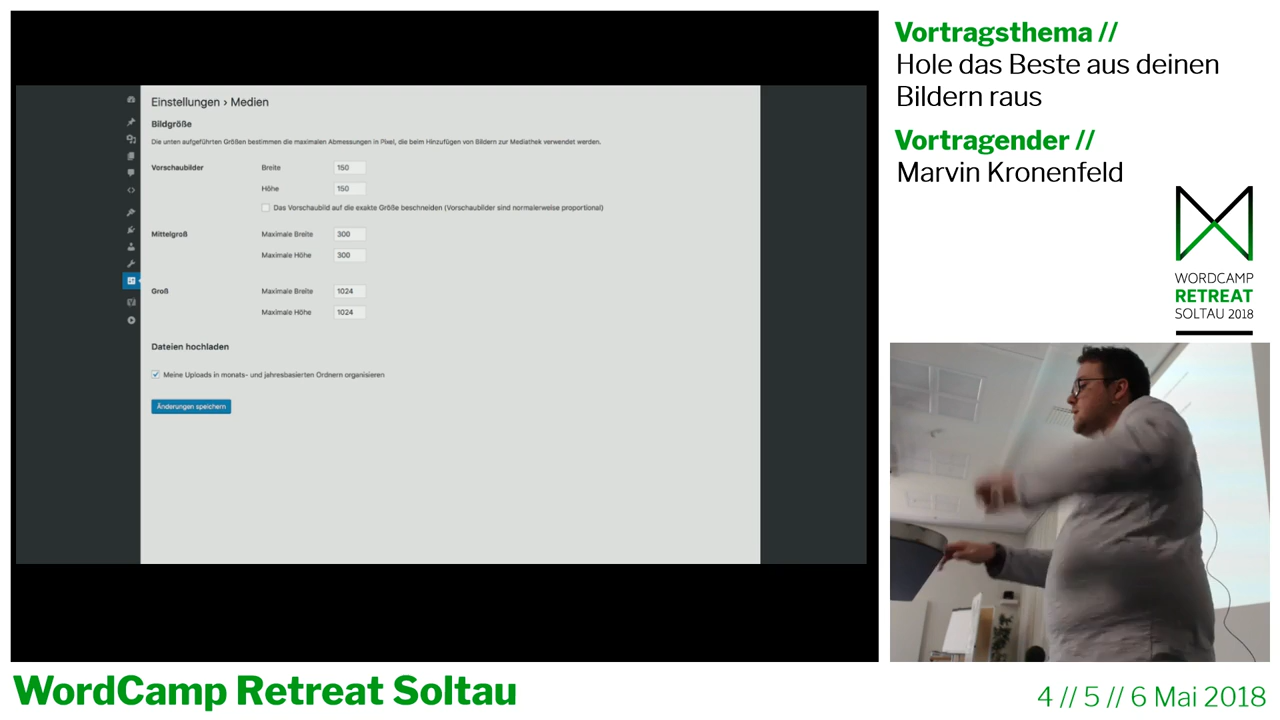 Einstellungen › Medien
Bildgröße
Die unten aufgeführten Größen bestimmen die maximalen Abmessungen in Pixel, die beim Hinzufügen von Bildern zur Mediathek verwendet werden.
Vorschaubilder Breite 150
Höhe 150
Das Vorschaubild auf die exakte Größe beschneiden (Vorschaubilder sind normalerweise proportional)
Mittelgroß Maximale Breite 300
Maximale Höhe 300
Groß Maximale Breite 1024
Maximale Höhe 1024
Dateien hochladen
Meine Uploads in monats- und jahresbasierten Ordnern organisieren
Änderungen speichern
Vortragsthema //
Hole das Beste aus deinen
Bildern raus
Vortragender //
Marvin Kronenfeld
WORDCAMP
RETREAT
SOLTAU 2018
WordCamp Retreat Soltau
4 // 5 // 6 Mai 2018